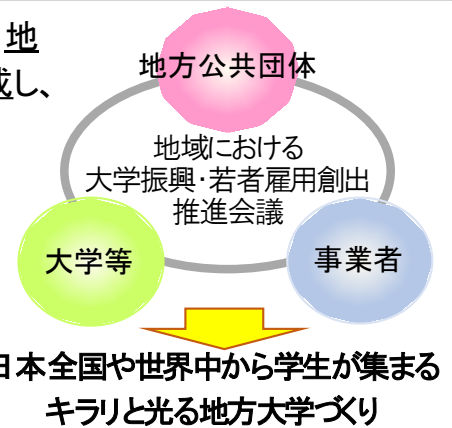 地
成し、
地方公共団体
地域における
大学振興・若者雇用創出
推進会議
大学等
事業者
日本全国や世界中から学生が集まる
キラリと光る地方大学づくり